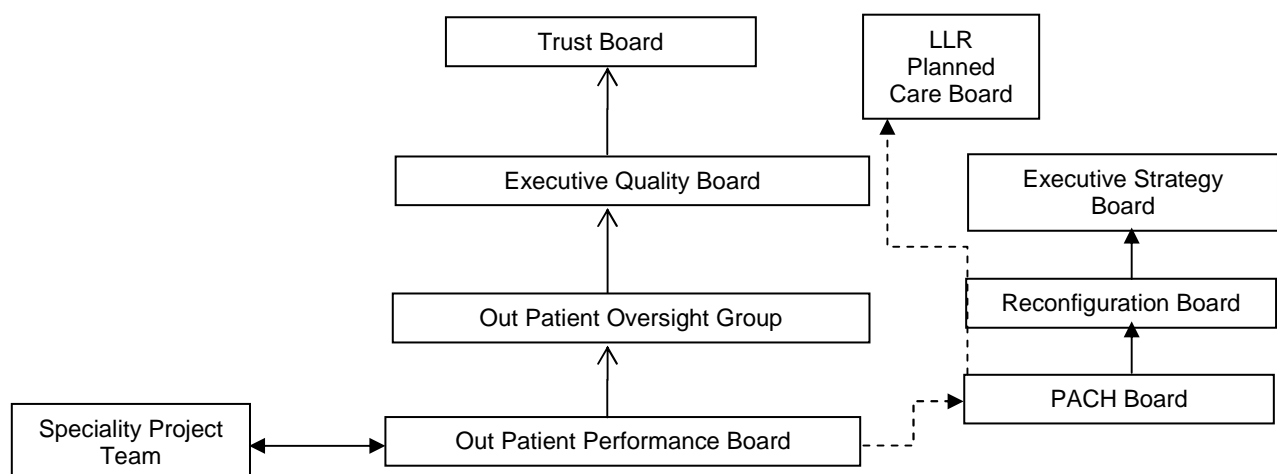 Trust Board
LLR
Planned
Care Board
Executive Quality Board
Executive Strategy
Board
Out Patient Oversight Group
Reconfiguration Board
PACH Board
Speciality Project
Team
Out Patient Performance Board